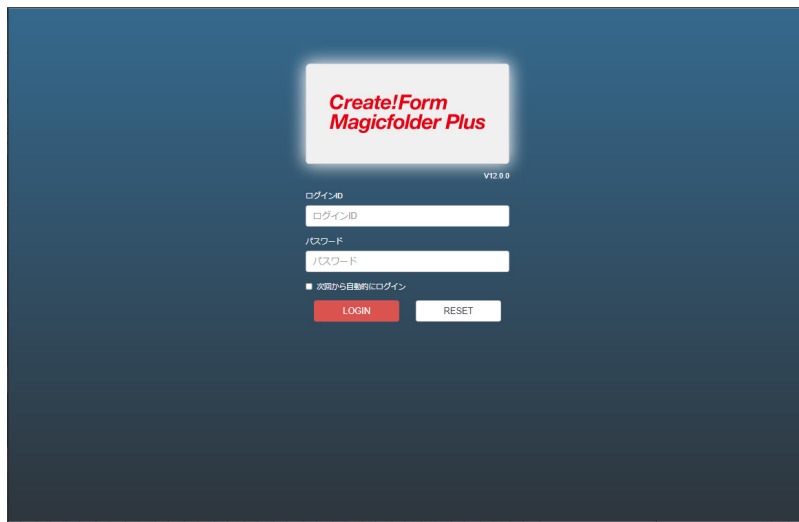 Create!Form
Magicfolder Plus
V12.0.0
ログインID
ログインID
パスワード
パスワード
次回から自動的にログイン
LOGIN
RESET